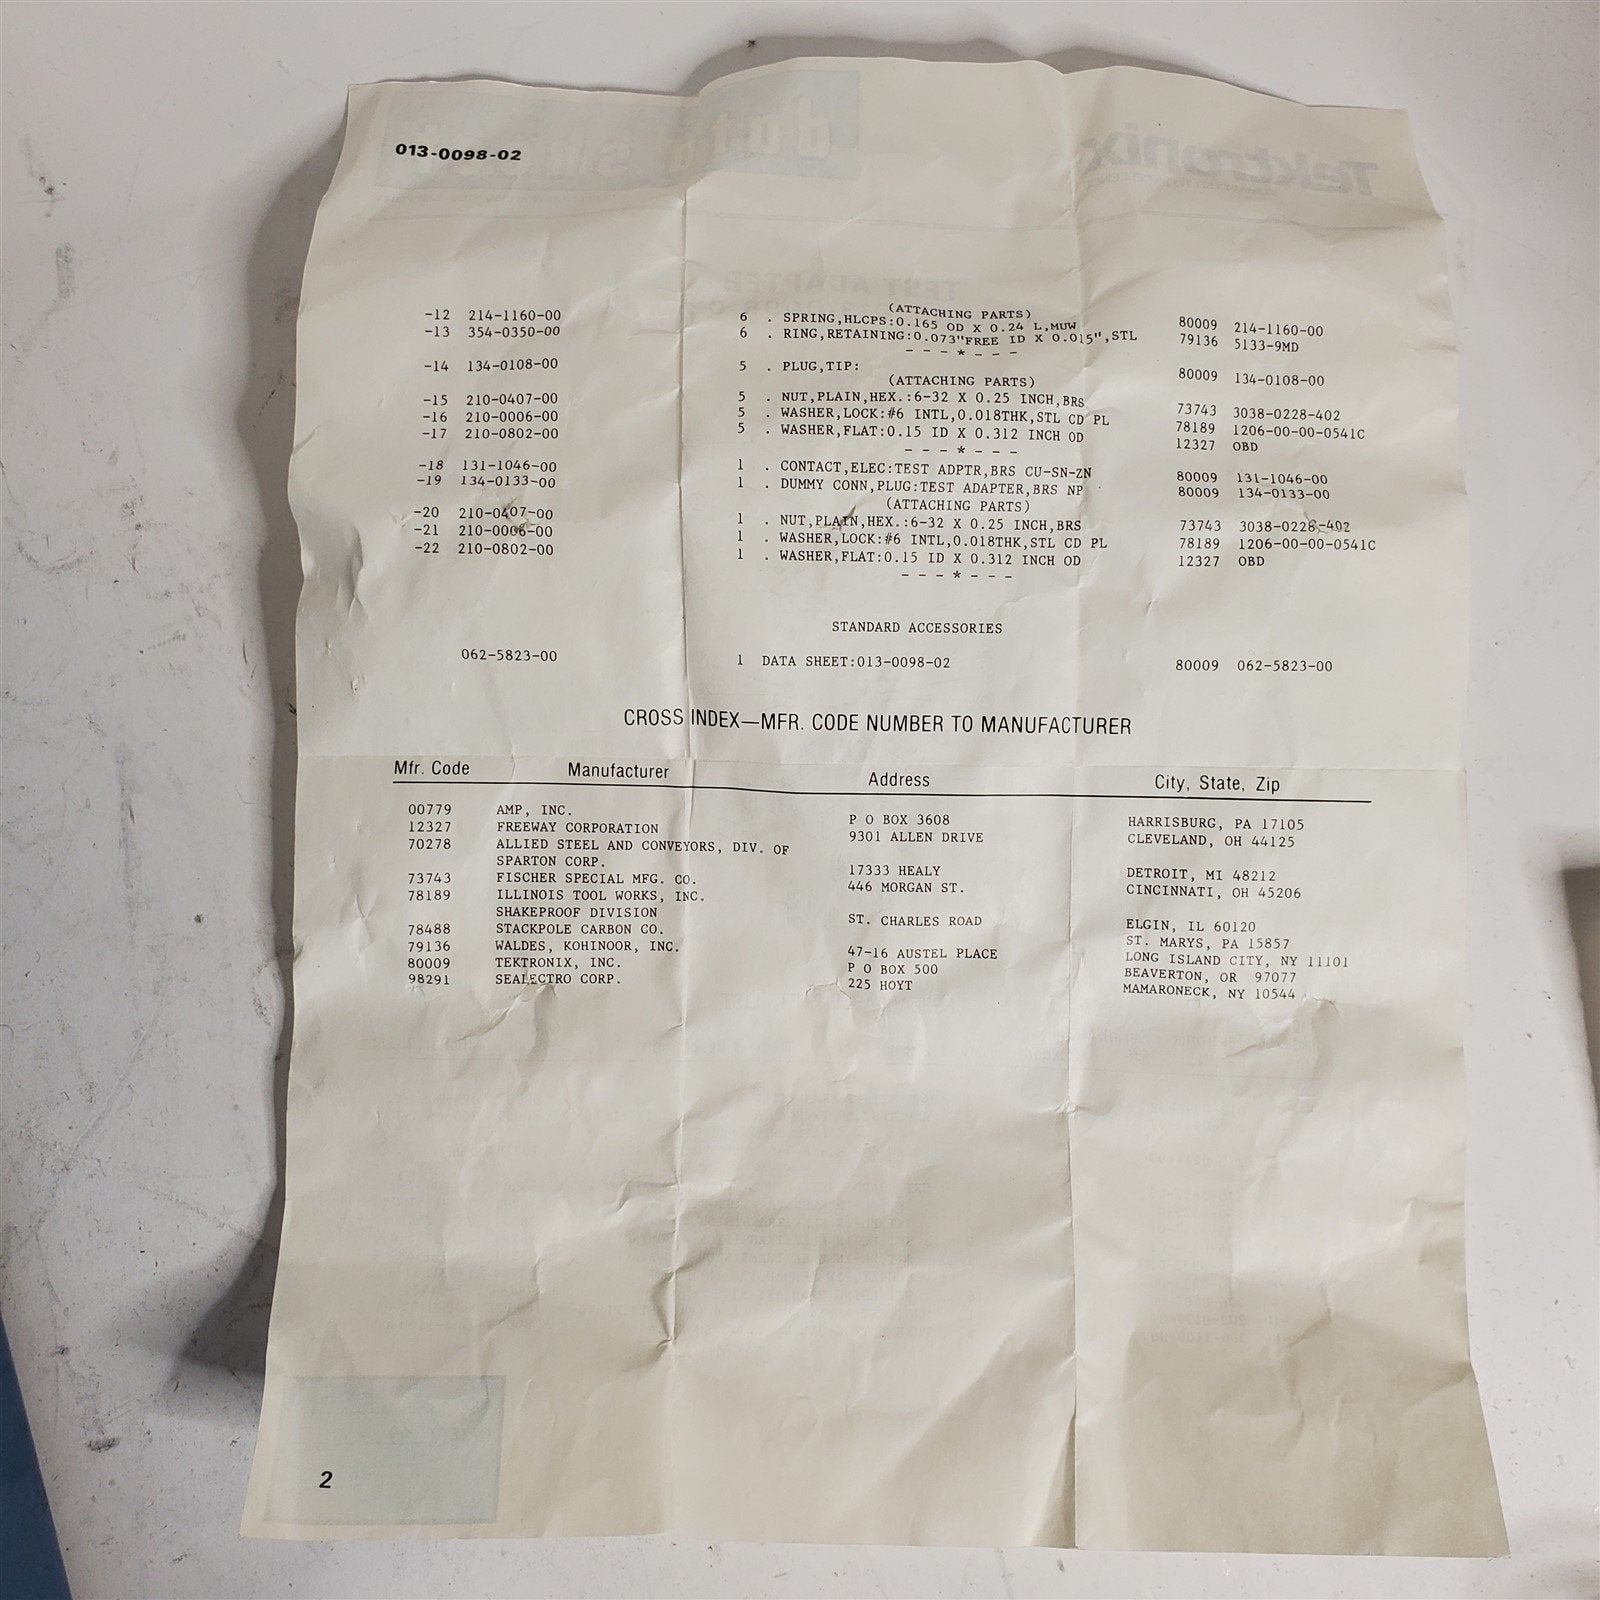 013-0098-02
(ATTACHING PARTS)
-12 214-1160-00 6 . SPRING,HLCPS:0.165 OD X 0.24 L,MUW 80009 214-1160-00
-13 354-0350-00 6 . RING,RETAINING:0.073"FREE ID X 0.015",STL 79136 5133-9MD
- - - * - - -
-14 134-0108-00 5 . PLUG,TIP: 80009 134-0108-00
(ATTACHING PARTS)
-15 210-0407-00 5 . NUT,PLAIN,HEX.:6-32 X 0.25 INCH,BRS 73743 3038-0228-402
-16 210-0006-00 5 . WASHER,LOCK:#6 INTL,0.018THK,STL CD PL 78189 1206-00-00-0541C
-17 210-0802-00 5 . WASHER,FLAT:0.15 ID X 0.312 INCH OD 12327 OBD
- - - * - - -
-18 131-1046-00 1 . CONTACT,ELEC:TEST ADPTR,BRS CU-SN-ZN 80009 131-1046-00
-19 134-0133-00 1 . DUMMY CONN,PLUG:TEST ADAPTER,BRS NP 80009 134-0133-00
(ATTACHING PARTS)
-20 210-0407-00 1 . NUT,PLAIN,HEX.:6-32 X 0.25 INCH,BRS 73743 3038-0228-402
-21 210-0006-00 1 . WASHER,LOCK:#6 INTL,0.018THK,STL CD PL 78189 1206-00-00-0541C
-22 210-0802-00 1 . WASHER,FLAT:0.15 ID X 0.312 INCH OD 12327 OBD
- - - * - - -
STANDARD ACCESSORIES
062-5823-00 1 DATA SHEET:013-0098-02 80009 062-5823-00
CROSS INDEX—MFR. CODE NUMBER TO MANUFACTURER
Mfr. Code Manufacturer Address City, State, Zip
00779 AMP, INC. P O BOX 3608 HARRISBURG, PA 17105
12327 FREEWAY CORPORATION 9301 ALLEN DRIVE CLEVELAND, OH 44125
70278 ALLIED STEEL AND CONVEYORS, DIV. OF
SPARTON CORP. 17333 HEALY DETROIT, MI 48212
73743 FISCHER SPECIAL MFG. CO. 446 MORGAN ST. CINCINNATI, OH 45206
78189 ILLINOIS TOOL WORKS, INC.
SHAKEPROOF DIVISION ST. CHARLES ROAD ELGIN, IL 60120
78488 STACKPOLE CARBON CO. ST. MARYS, PA 15857
79136 WALDES, KOHINOOR, INC. 47-16 AUSTEL PLACE LONG ISLAND CITY, NY 11101
80009 TEKTRONIX, INC. P O BOX 500 BEAVERTON, OR 97077
98291 SEALECTRO CORP. 225 HOYT MAMARONECK, NY 10544
2